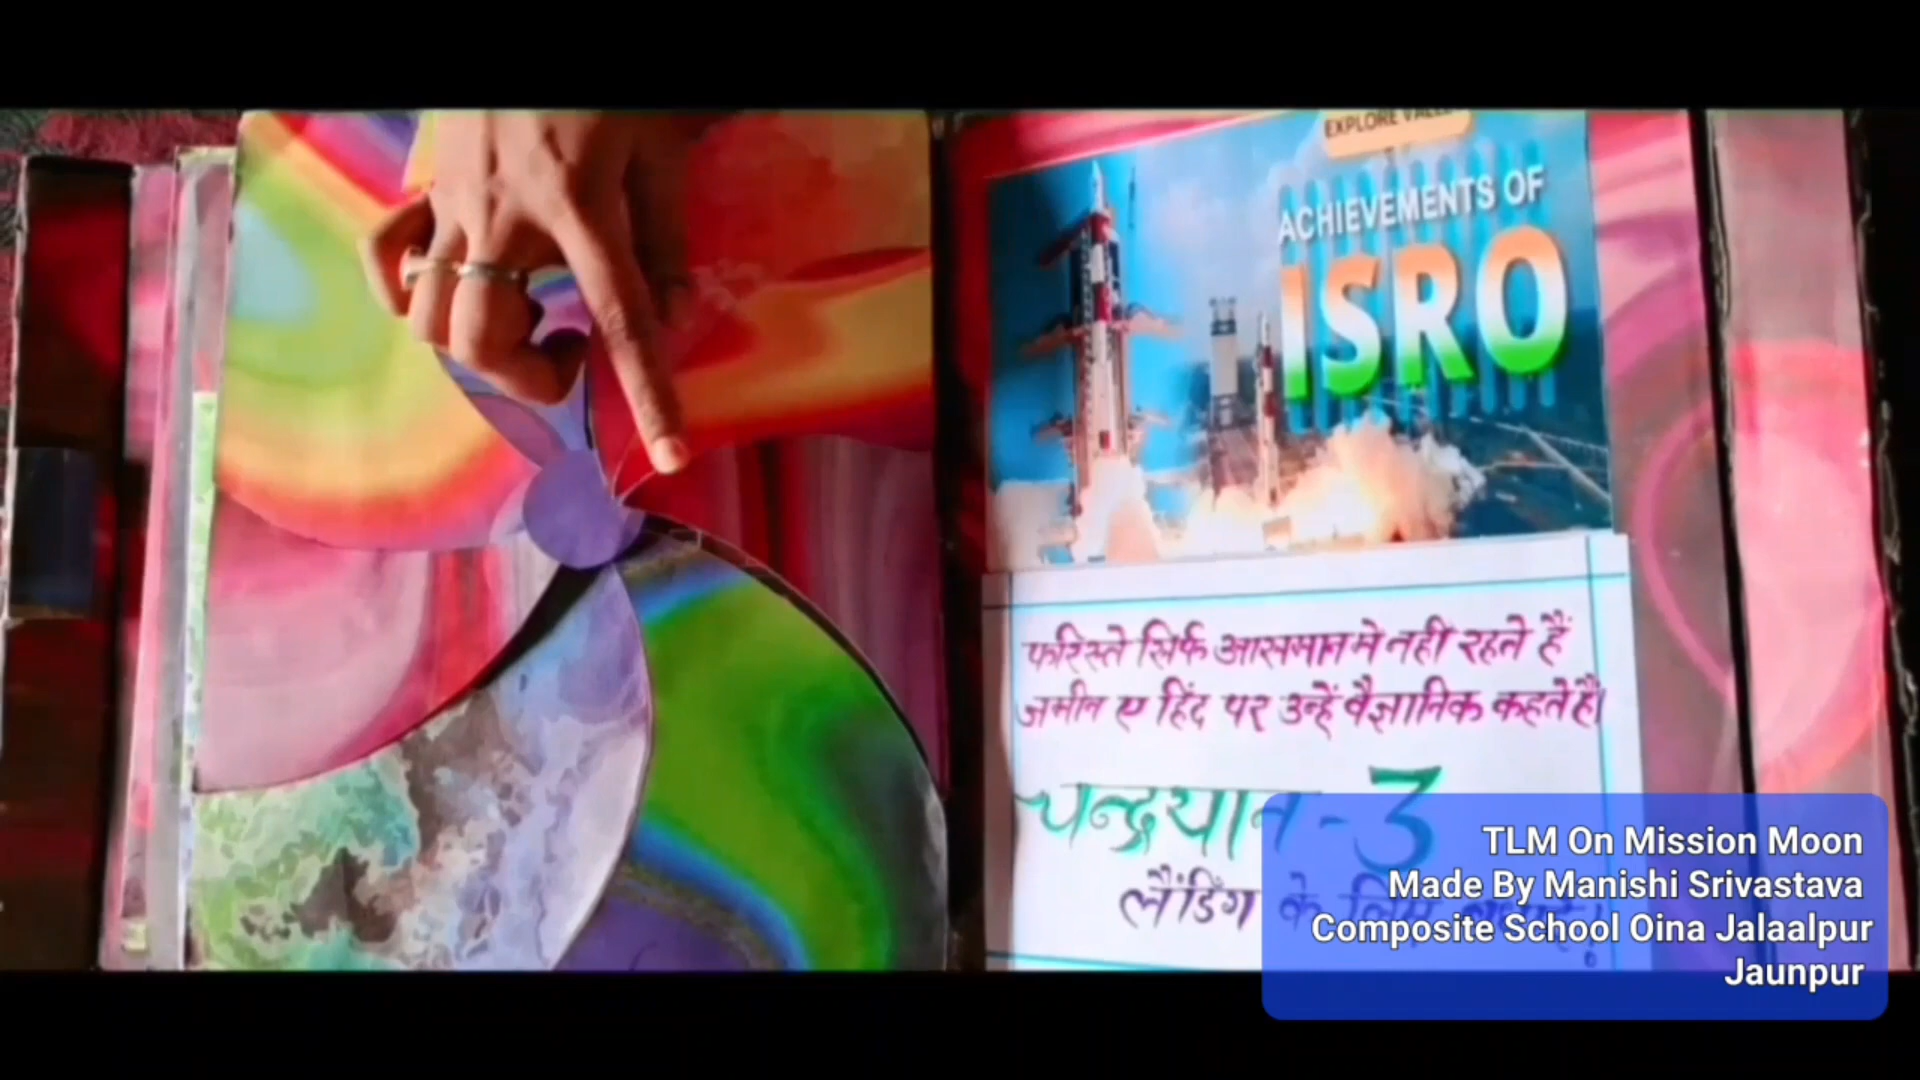 EXPLORE
ACHIEVEMENTS OF
ISRO
फरिस्ते सिर्फ आसमान मे नही रहते हैं
जमीन ए हिंद पर उन्हें वैज्ञानिक कहते है।
चन्द्रयान - 3
लैंडिंग के लिए
TLM On Mission Moon
Made By Manishi Srivastava
Composite School Oina Jalaalpur
Jaunpur